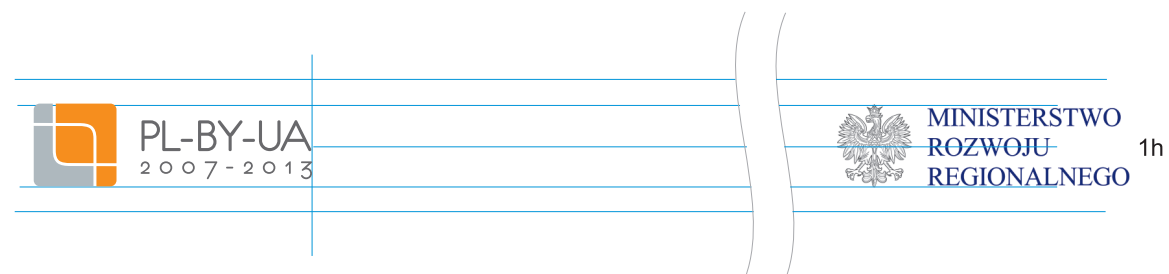 PL-BY-UA
2007-2013
MINISTERSTWO
ROZWOJU
REGIONALNEGO
1h